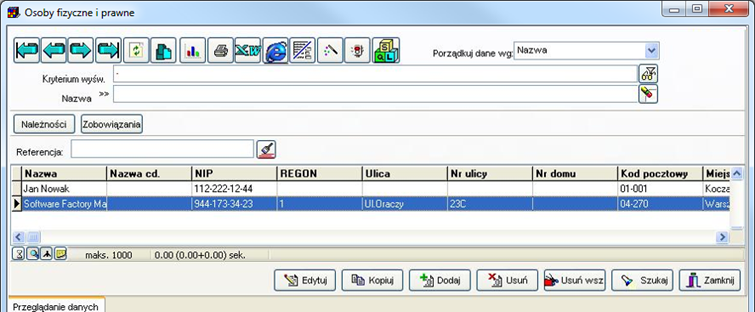 Osoby fizyczne i prawne
Porządkuj dane wg: Nazwa
Kryterium wyśw. -
Nazwa >>
Należności Zobowiązania
Referencja:
Nazwa Nazwa cd. NIP REGON Ulica Nr ulicy Nr domu Kod pocztowy Miejs
Jan Nowak 112-222-12-44 01-001 Kocza
Software Factory Ma 944-173-34-23 1 Ul.Oraczy 23C 04-270 Warsz
maks. 1000 0.00 (0.00+0.00) sek.
Edytuj Kopiuj Dodaj Usuń Usuń wsz Szukaj Zamknij
Przeglądanie danych